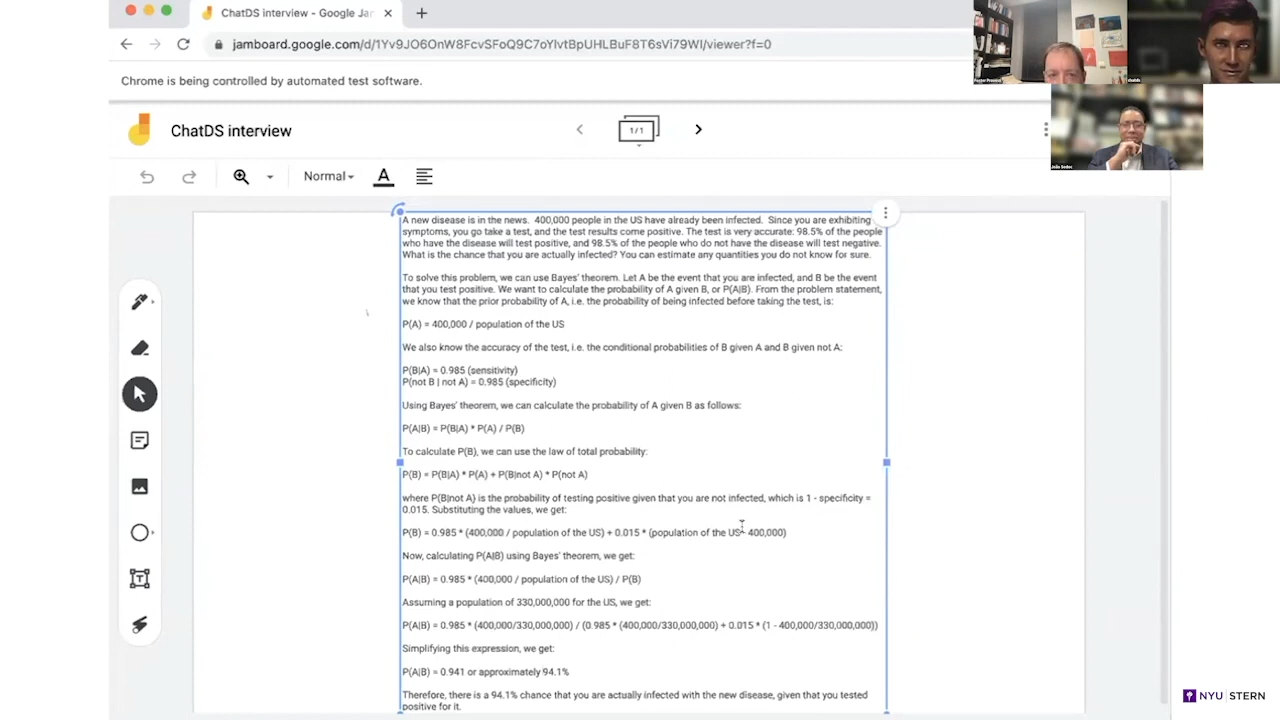 ChatDS interview - Google Jar
jamboard.google.com/d/1Yv9JO6OnW8FcvSFoQ9C7oYlvtBpUHLBuF8T6sVi79WI/viewer?f=0
Chrome is being controlled by automated test software.
ChatDS interview
1/1
Normal
A new disease is in the news. 400,000 people in the US have already been infected. Since you are exhibiting
symptoms, you go take a test, and the test results come positive. The test is very accurate: 98.5% of the people
who have the disease will test positive, and 98.5% of the people who do not have the disease will test negative.
What is the chance that you are actually infected? You can estimate any quantities you do not know for sure.
To solve this problem, we can use Bayes' theorem. Let A be the event that you are infected, and B be the event
that you test positive. We want to calculate the probability of A given B, or P(A|B). From the problem statement,
we know that the prior probability of A, i.e. the probability of being infected before taking the test, is:
P(A) = 400,000 / population of the US
We also know the accuracy of the test, i.e. the conditional probabilities of B given A and B given not A:
P(B|A) = 0.985 (sensitivity)
P(not B | not A) = 0.985 (specificity)
Using Bayes' theorem, we can calculate the probability of A given B as follows:
P(A|B) = P(B|A) * P(A) / P(B)
To calculate P(B), we can use the law of total probability:
P(B) = P(B|A) * P(A) + P(B|not A) * P(not A)
where P(B|not A) is the probability of testing positive given that you are not infected, which is 1 - specificity =
0.015. Substituting the values, we get:
P(B) = 0.985 * (400,000 / population of the US) + 0.015 * (population of the US - 400,000)
Now, calculating P(A|B) using Bayes' theorem, we get:
P(A|B) = 0.985 * (400,000 / population of the US) / P(B)
Assuming a population of 330,000,000 for the US, we get:
P(A|B) = 0.985 * (400,000/330,000,000) / (0.985 * (400,000/330,000,000) + 0.015 * (1 - 400,000/330,000,000))
Simplifying this expression, we get:
P(A|B) = 0.941 or approximately 94.1%
Therefore, there is a 94.1% chance that you are actually infected with the new disease, given that you tested
positive for it.
João Sedoc
NYU STERN